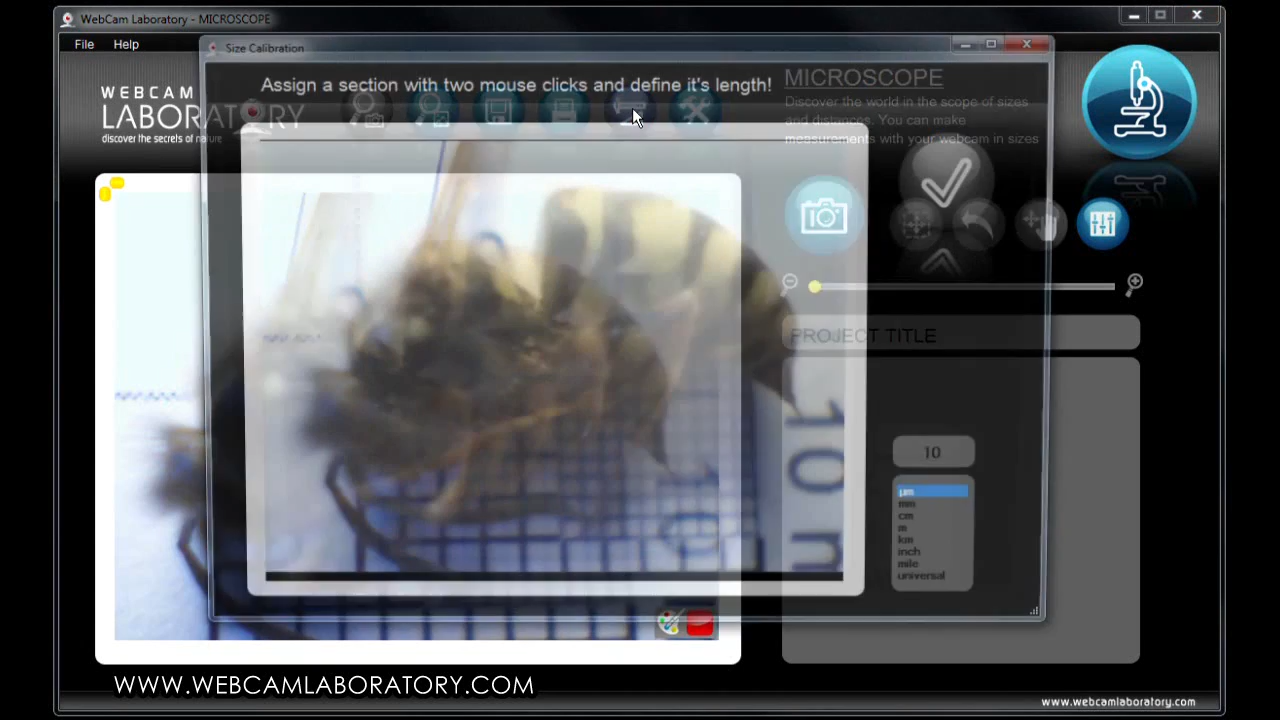 WebCam Laboratory - MICROSCOPE
File Help
Size Calibration
Assign a section with two mouse clicks and define it's length!
WEBCAM
LABORATORY
discover the secrets of nature
MICROSCOPE
Discover the world in the scope of sizes
and distances. You can make
measurements with your webcam in sizes
PROJECT TITLE
10
10
µm
mm
cm
m
km
inch
mile
universal
WWW.WEBCAMLABORATORY.COM
www.webcamlaboratory.com